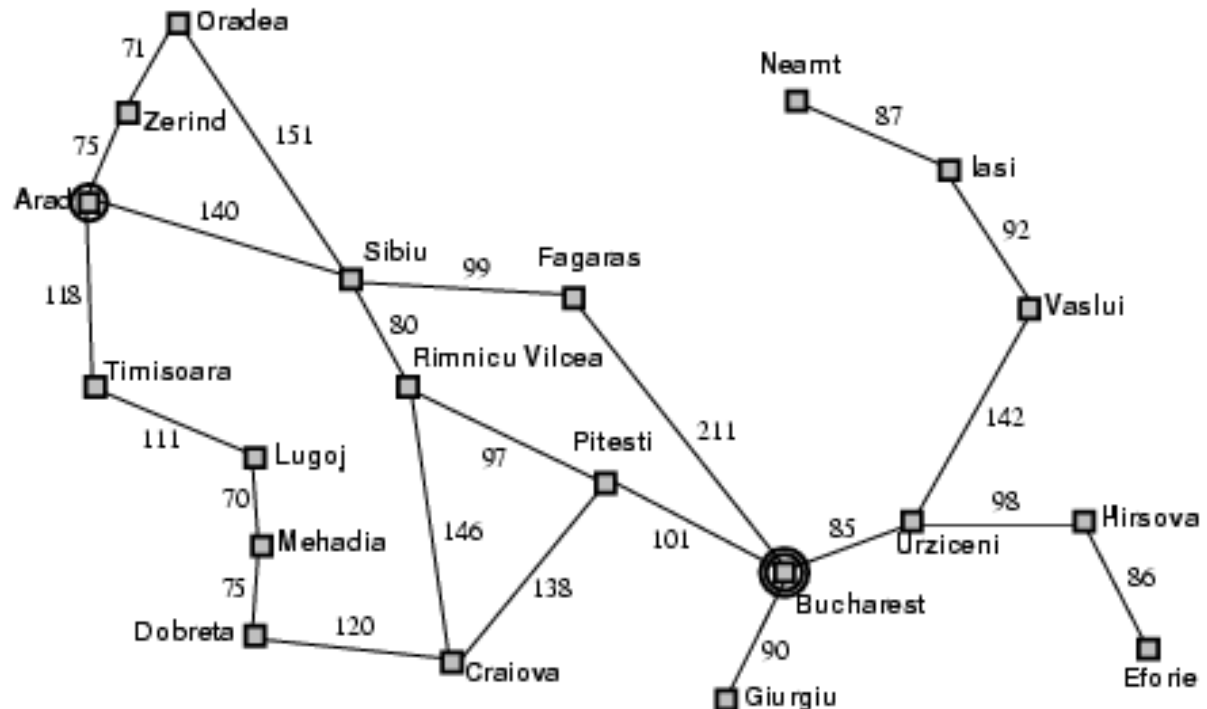 Oradea
71
Neamt
Zerind
87
75
151
Iasi
Arad
140
92
Sibiu
Fagaras
99
118
Vaslui
80
Timisoara
Rimnicu Vilcea
142
111
211
Lugoj
Pitesti
97
70
98
Hirsova
Mehadia
146
101
85
Urziceni
75
138
86
Dobreta
120
Bucharest
90
Craiova
Eforie
Giurgiu